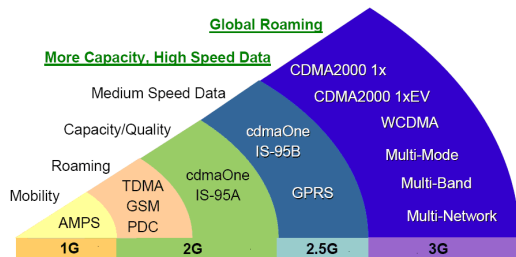 Global Roaming
More Capacity, High Speed Data
Medium Speed Data
Capacity/Quality
Roaming
Mobility
AMPS
TDMA
GSM
PDC
cdmaOne
IS-95A
cdmaOne
IS-95B
GPRS
CDMA2000 1x
CDMA2000 1xEV
WCDMA
Multi-Mode
Multi-Band
Multi-Network
1G
2G
2.5G
3G